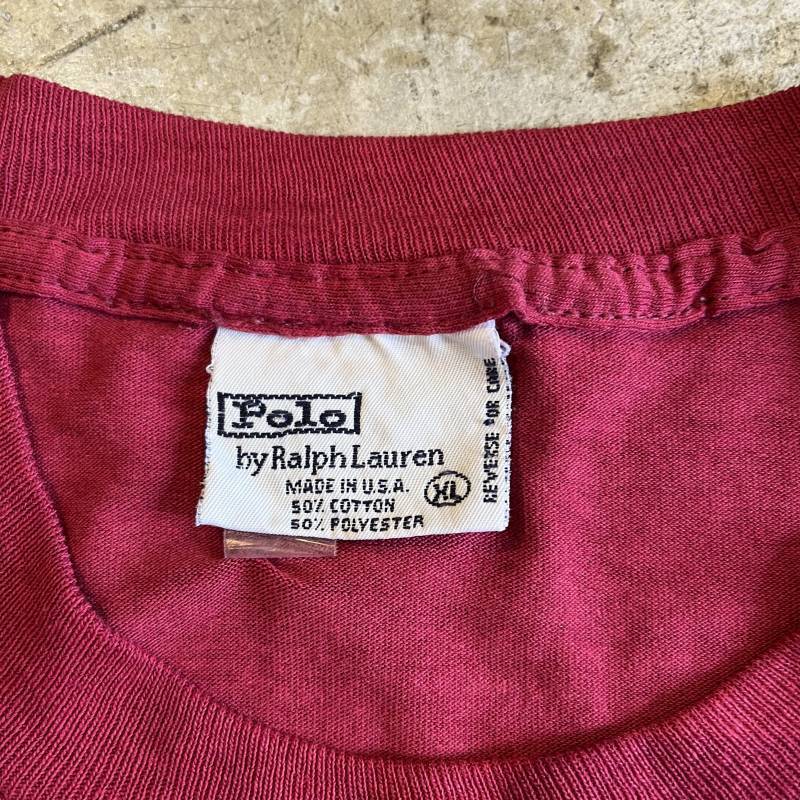 Polo
by Ralph Lauren
MADE IN U.S.A.
XL
50% COTTON
50% POLYESTER
REVERSE FOR CARE